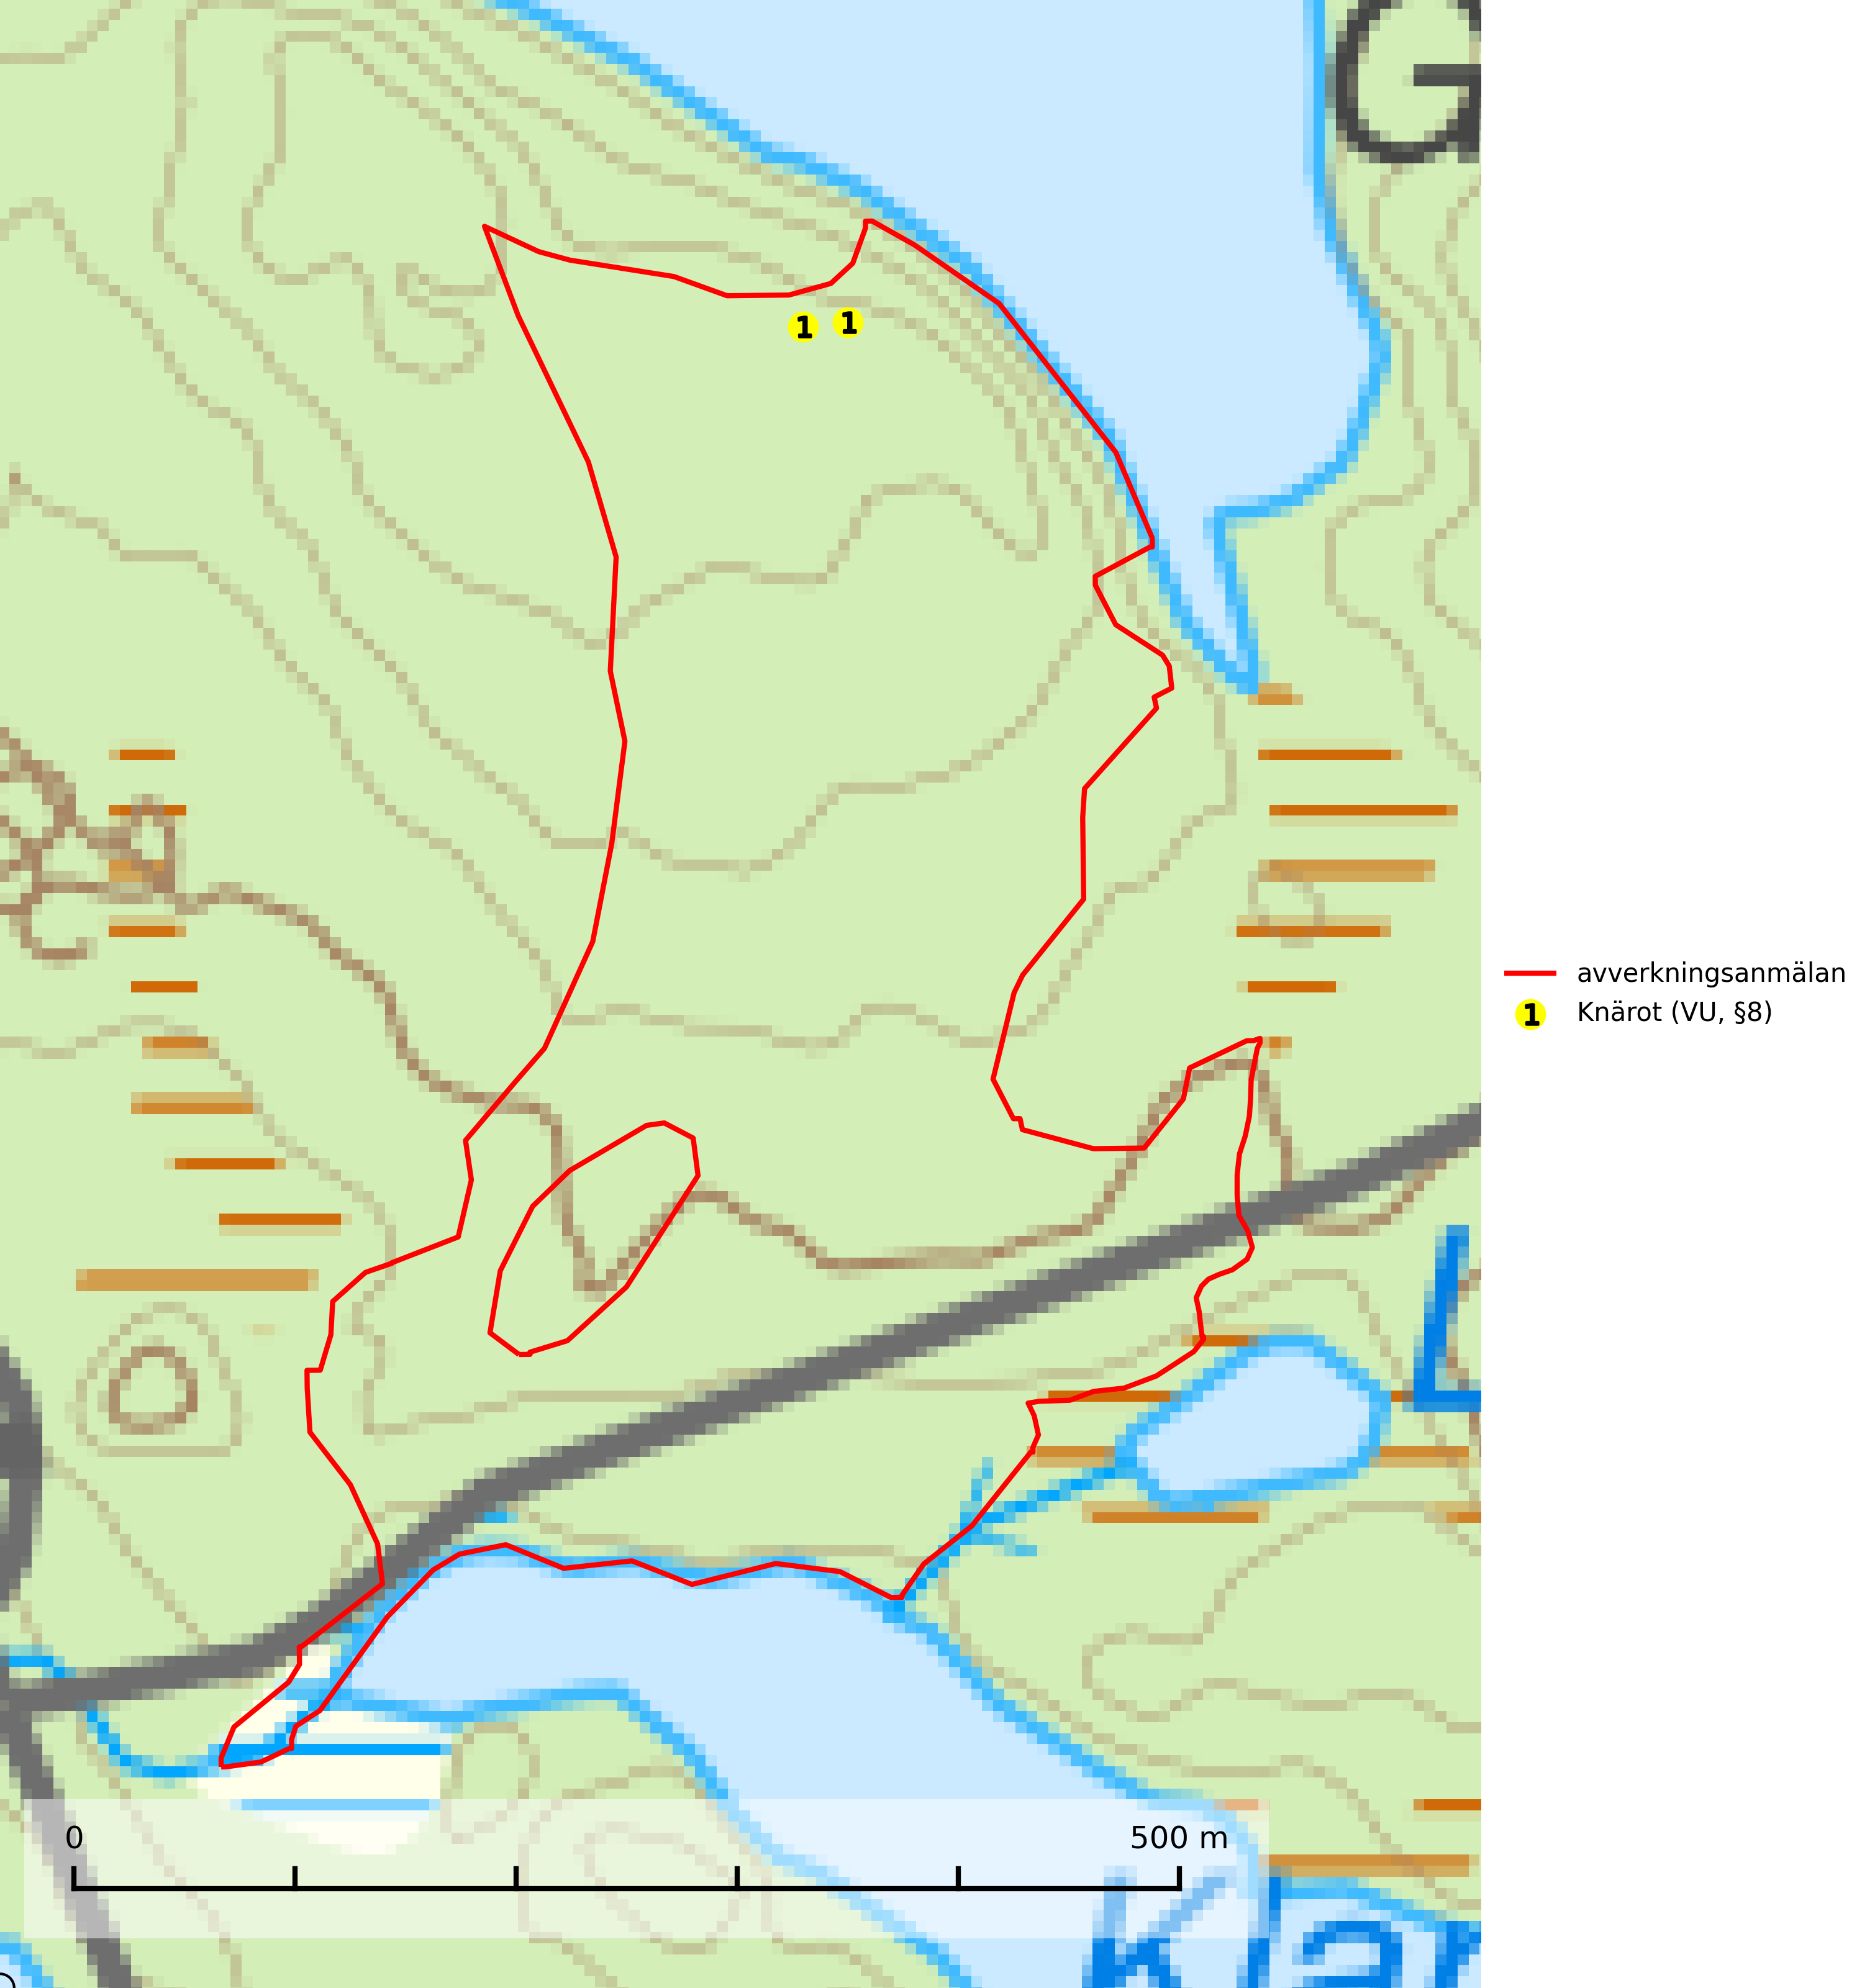 G
1 1
avverkningsanmälan
1 Knärot (VU, §8)
L
0 500 m